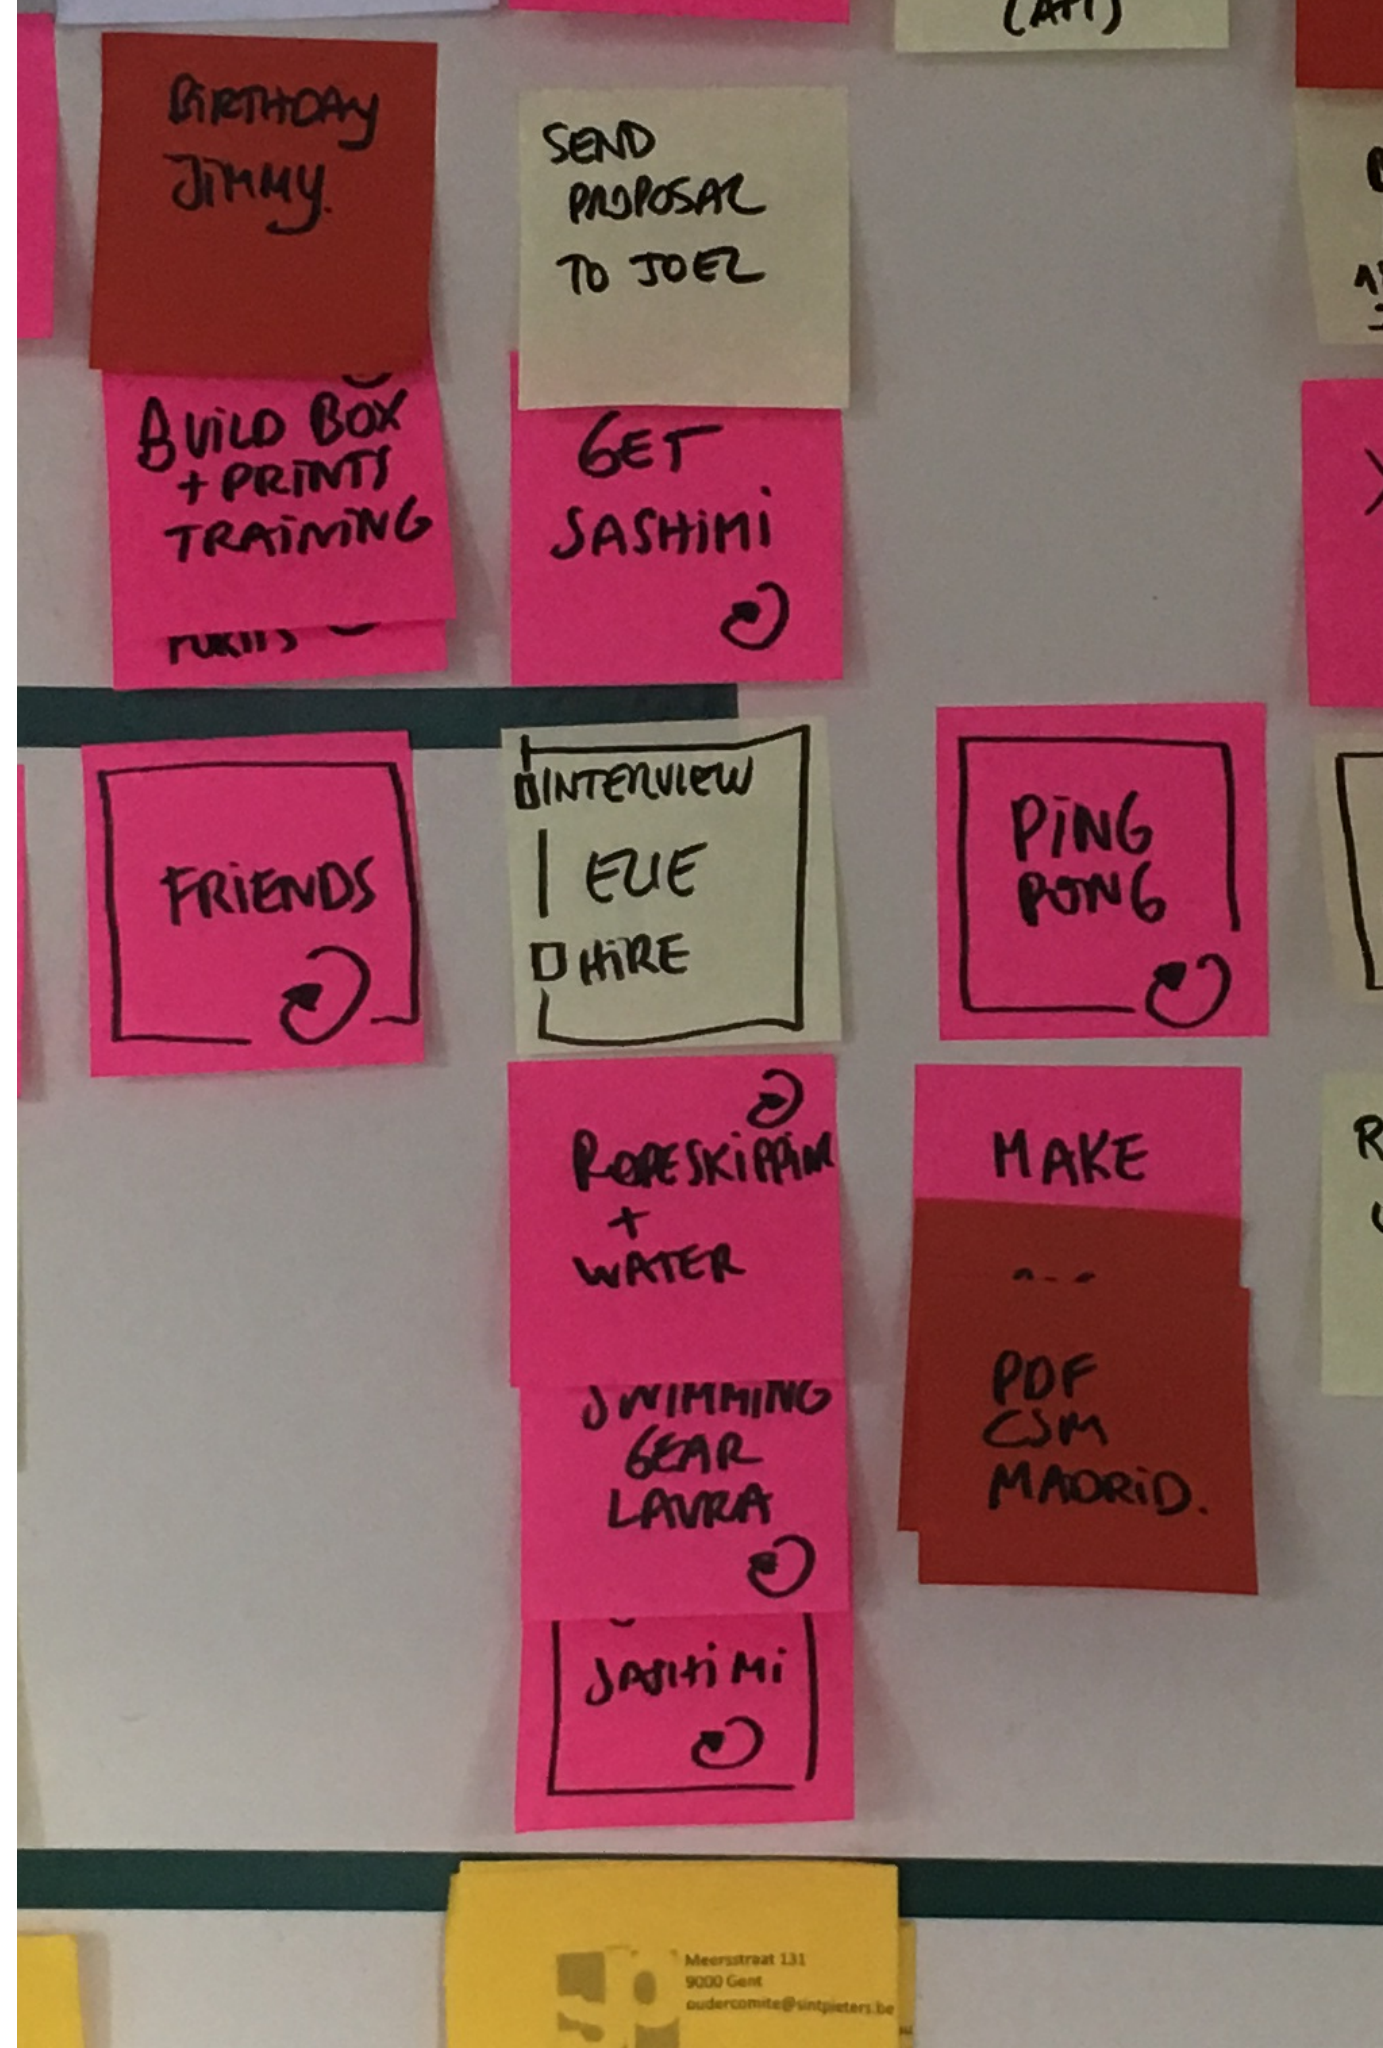 BIRTHDAY
JIMMY.
BUILD BOX
+ PRINTS
TRAINING
SEND
PROPOSAL
TO JOEL
GET
SASHIMI
FRIENDS
INTERVIEW
ELIE
HIRE
PING
PONG
ROPESKIPPING
+
WATER
SWIMMING
GEAR
LAURA
SASHIMI
MAKE
PDF
CSM
MADRID.
Meersstraat 131
9000 Gent
oudercomite@sintpieters.be